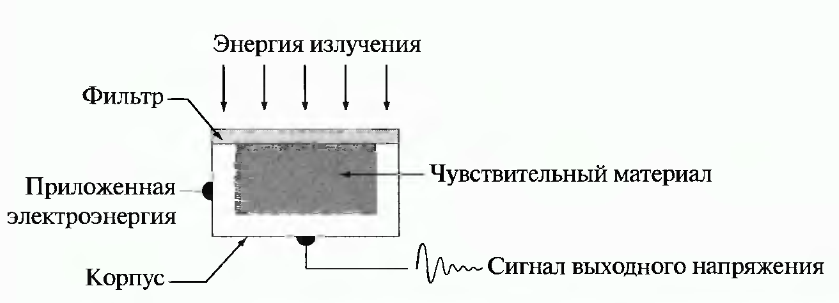 Энергия излучения
Фильтр
Чувствительный материал
Приложенная
электроэнергия
Корпус
Сигнал выходного напряжения